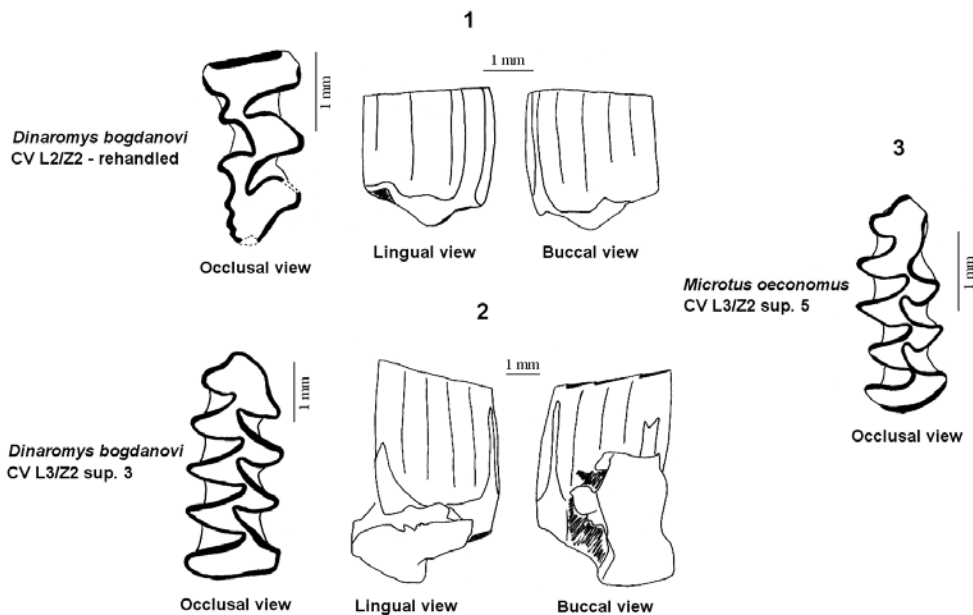 1
Dinaromys bogdanovi
CV L2/Z2 - rehandled
1 mm
1 mm
Occlusal view
Lingual view
Buccal view
2
Dinaromys bogdanovi
CV L3/Z2 sup. 3
1 mm
1 mm
Occlusal view
Lingual view
Buccal view
3
Microtus oeconomus
CV L3/Z2 sup. 5
1 mm
Occlusal view